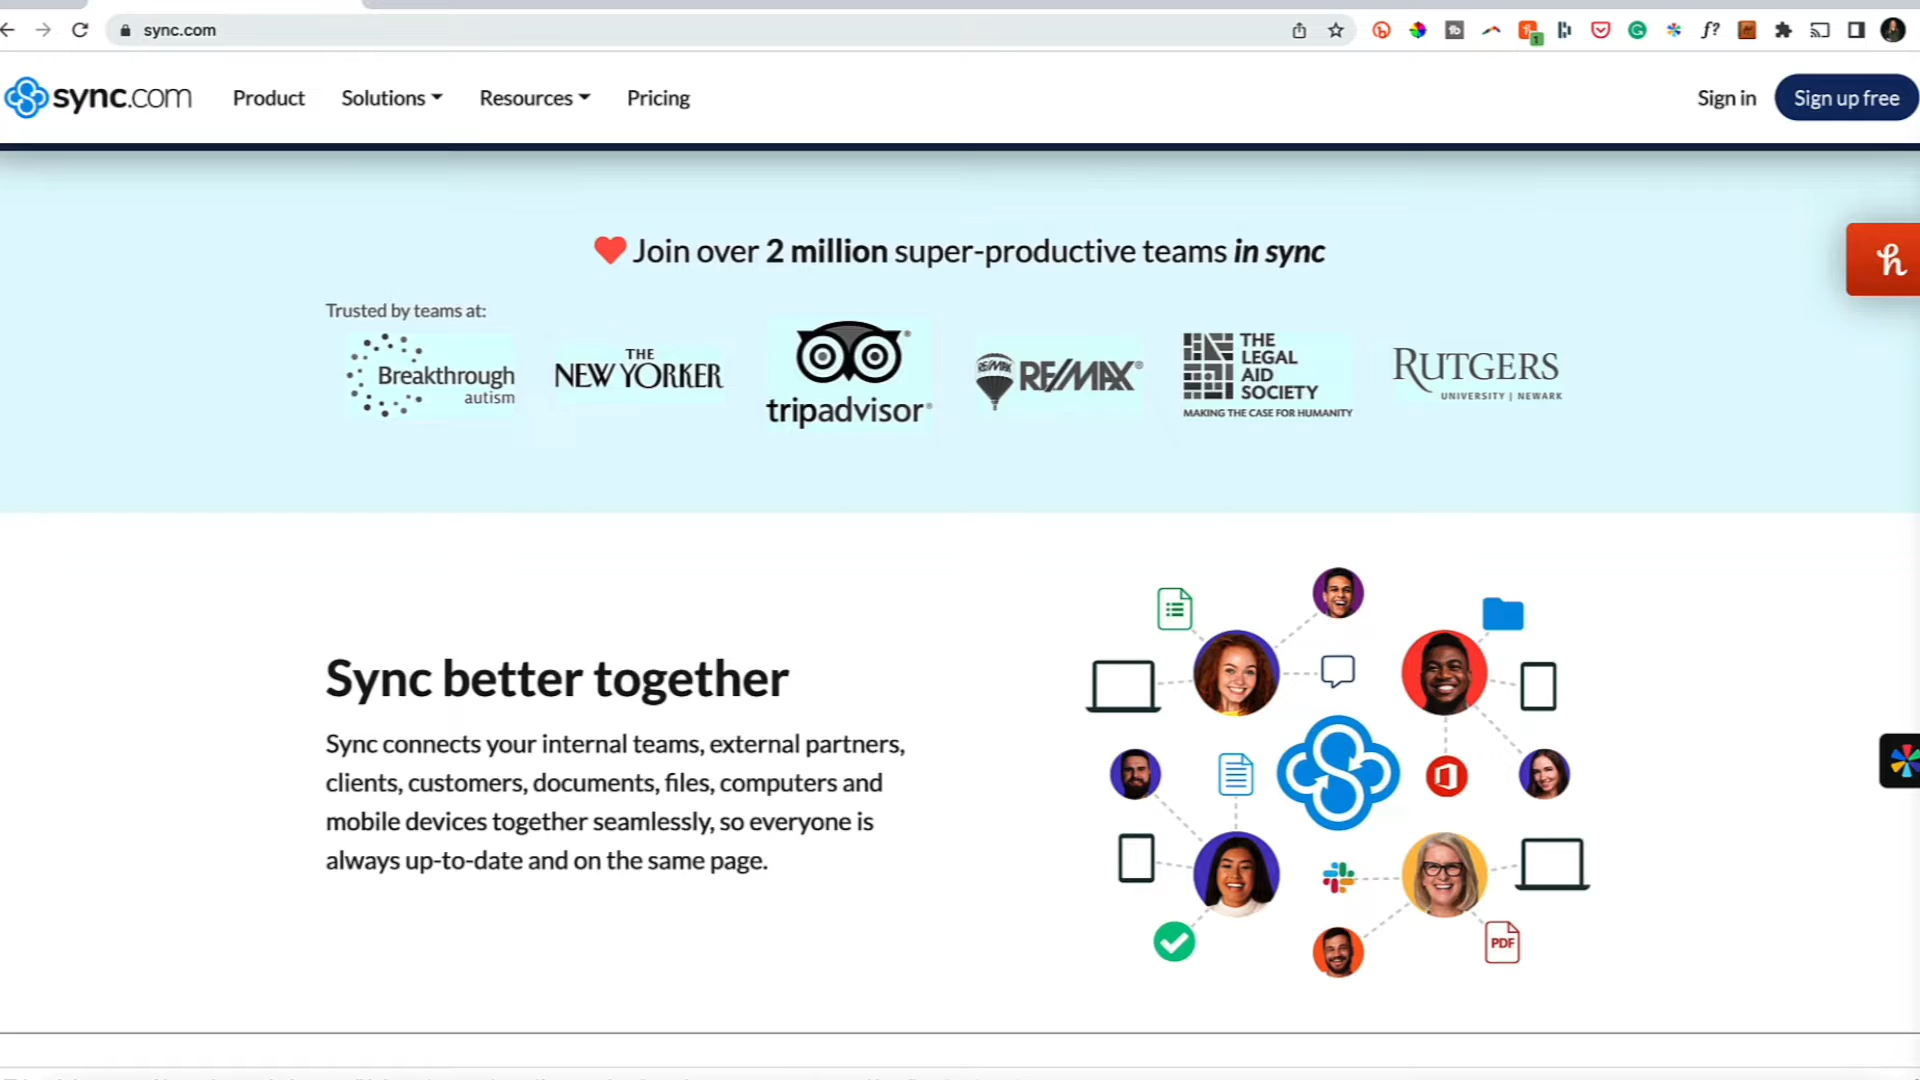 sync.com
1
sync.com
Product
Solutions
Resources
Pricing
Sign in
Sign up free
Join over 2 million super-productive teams in sync
h
Trusted by teams at:
Breakthrough
autism
THE
NEW YORKER
tripadvisor®
RE/MAX
RE/MAX®
THE
LEGAL
AID
SOCIETY
MAKING THE CASE FOR HUMANITY
RUTGERS
UNIVERSITY | NEWARK
Sync better together
Sync connects your internal teams, external partners,
clients, customers, documents, files, computers and
mobile devices together seamlessly, so everyone is
always up-to-date and on the same page.
PDF